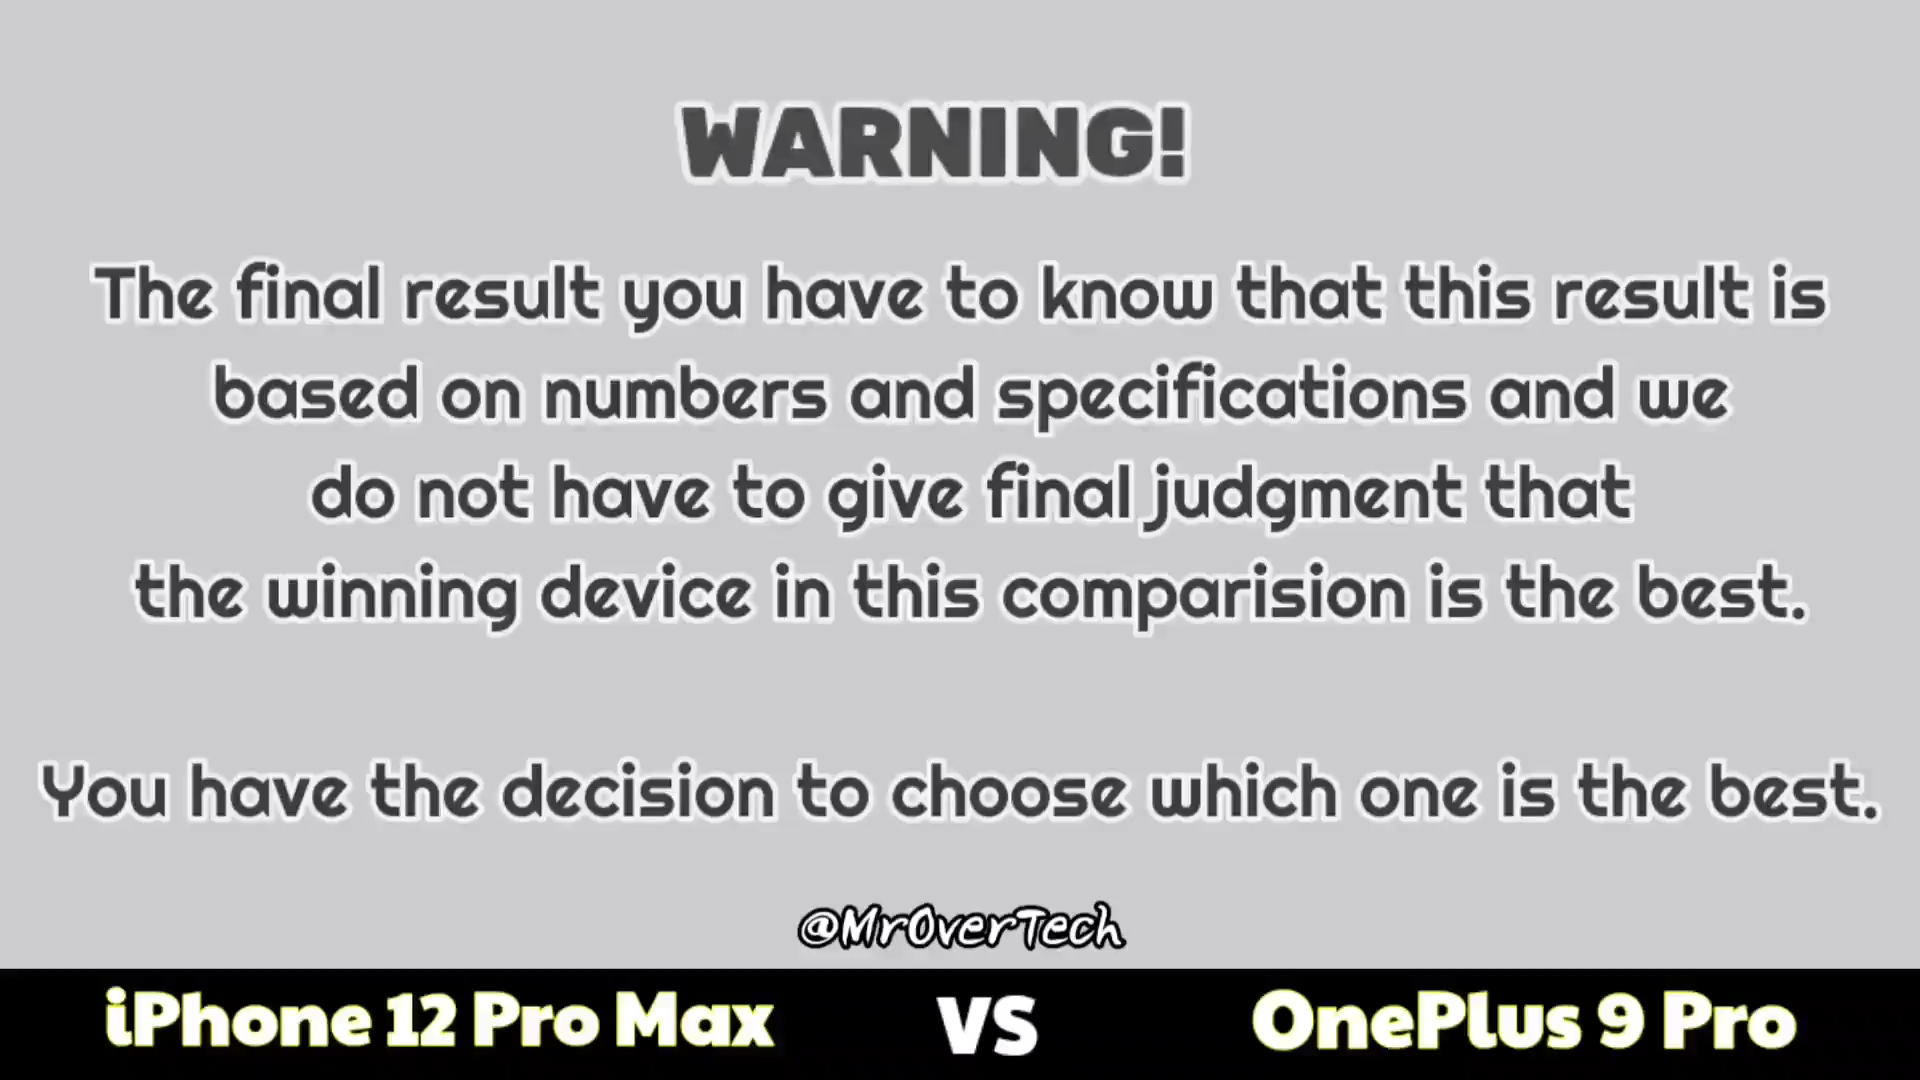 WARNING!
The final result you have to know that this result is
based on numbers and specifications and we
do not have to give final judgment that
the winning device in this comparision is the best.
You have the decision to choose which one is the best.
@MrOverTech
iPhone 12 Pro Max VS OnePlus 9 Pro